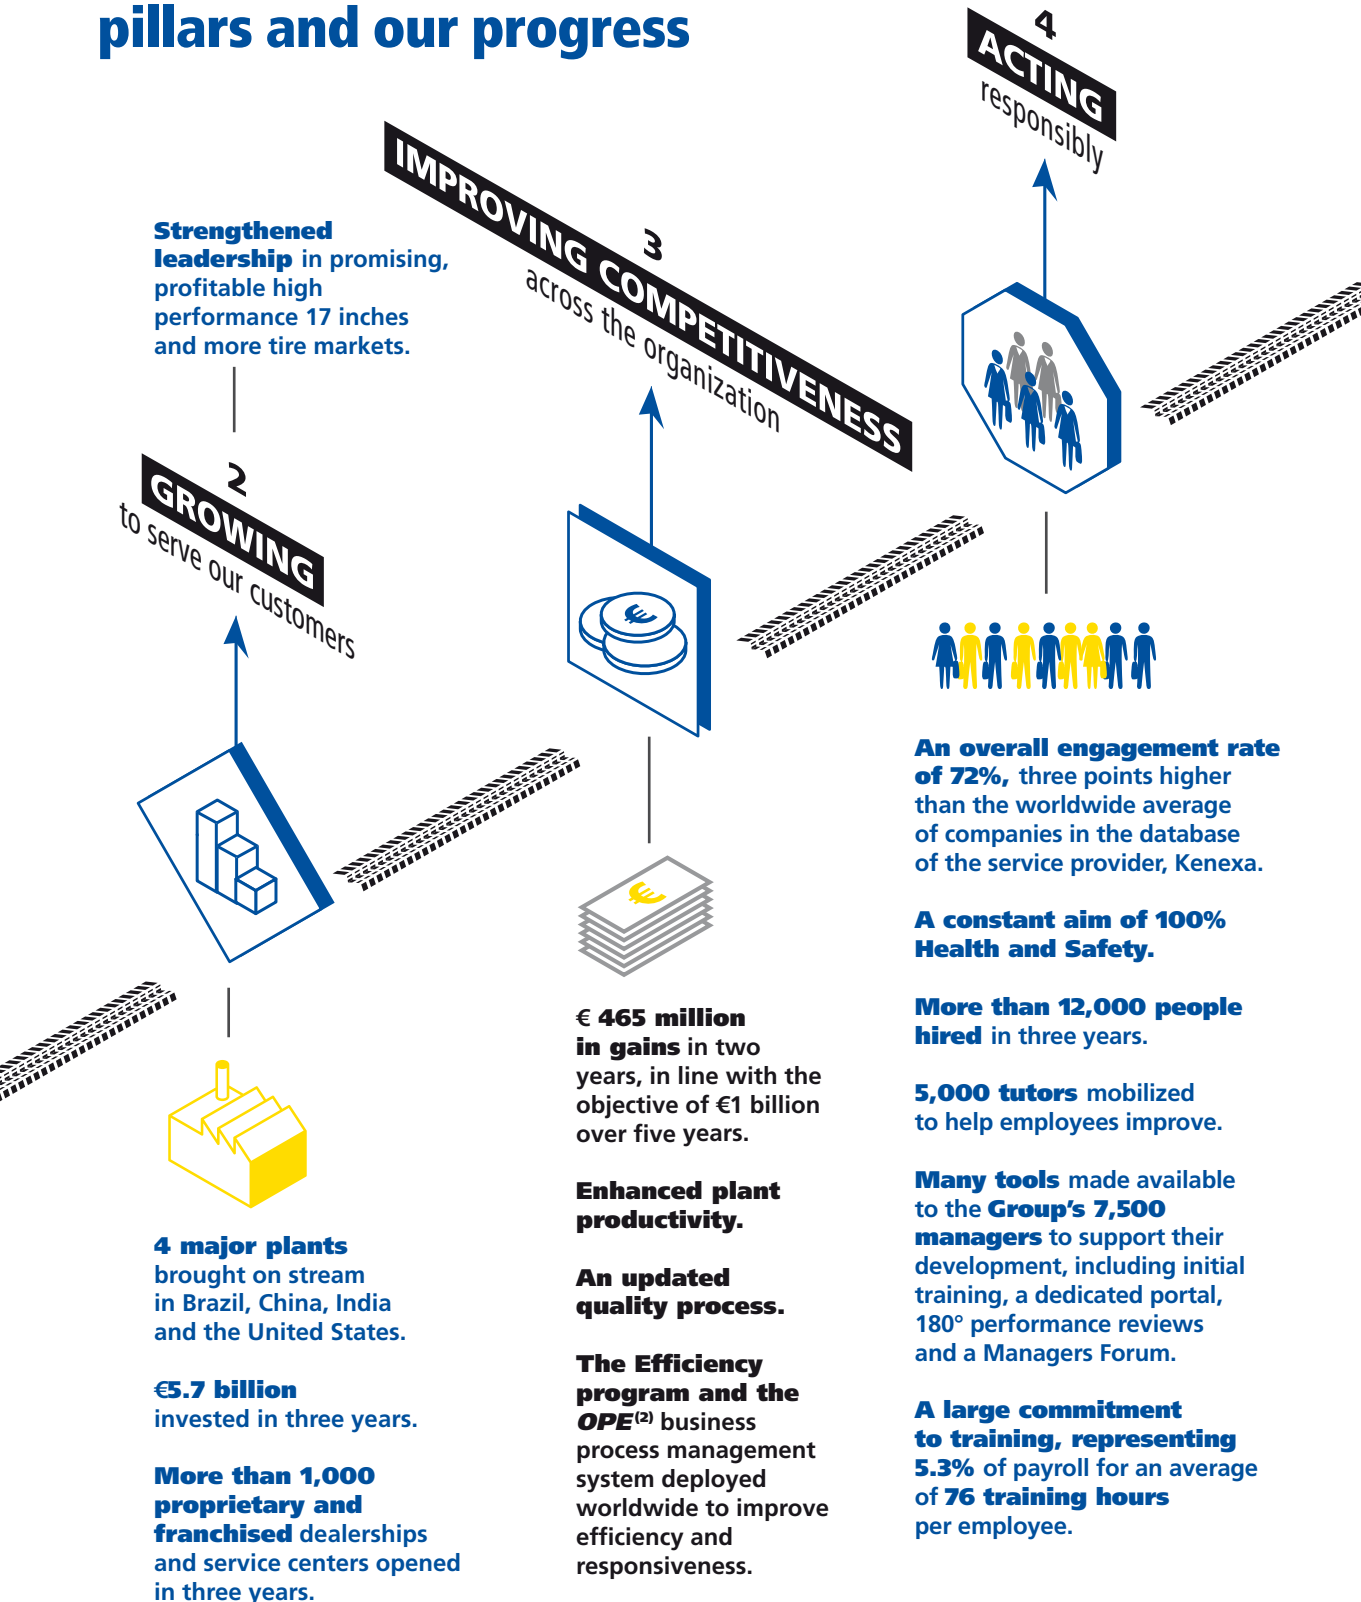 pillars and our progress
Strengthened
leadership in promising,
profitable high
performance 17 inches
and more tire markets.
2
GROWING
to serve our customers
4 major plants
brought on stream
in Brazil, China, India
and the United States.
€5.7 billion
invested in three years.
More than 1,000
proprietary and
franchised dealerships
and service centers opened
in three years.
3
IMPROVING COMPETITIVENESS
across the organization
€
€
€ 465 million
in gains in two
years, in line with the
objective of €1 billion
over five years.
Enhanced plant
productivity.
An updated
quality process.
The Efficiency
program and the
OPE(2) business
process management
system deployed
worldwide to improve
efficiency and
responsiveness.
4
ACTING
responsibly
An overall engagement rate
of 72%, three points higher
than the worldwide average
of companies in the database
of the service provider, Kenexa.
A constant aim of 100%
Health and Safety.
More than 12,000 people
hired in three years.
5,000 tutors mobilized
to help employees improve.
Many tools made available
to the Group's 7,500
managers to support their
development, including initial
training, a dedicated portal,
180° performance reviews
and a Managers Forum.
A large commitment
to training, representing
5.3% of payroll for an average
of 76 training hours
per employee.